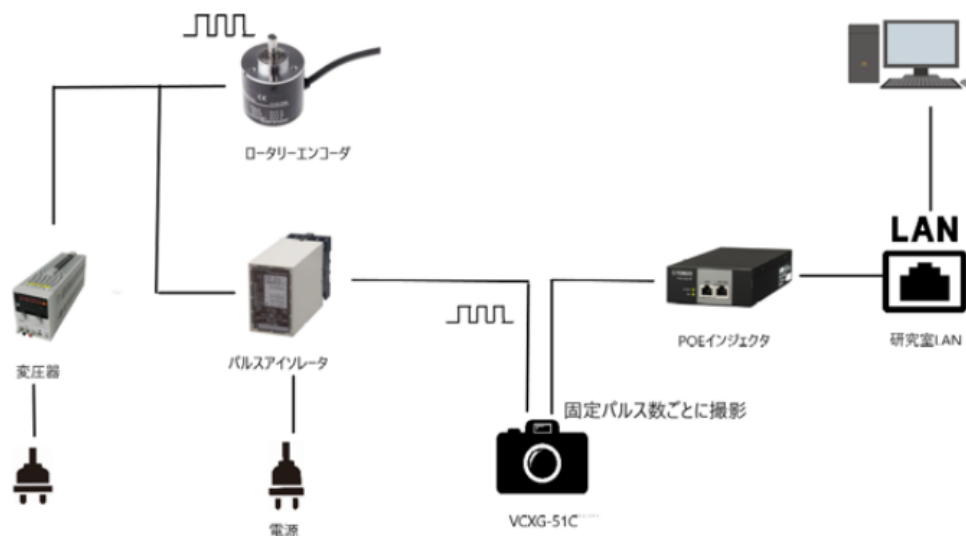 ロータリーエンコーダ
LAN
変圧器
パルスアイソレータ
POEインジェクタ
研究室LAN
固定パルス数ごとに撮影
電源
VCXG-51C